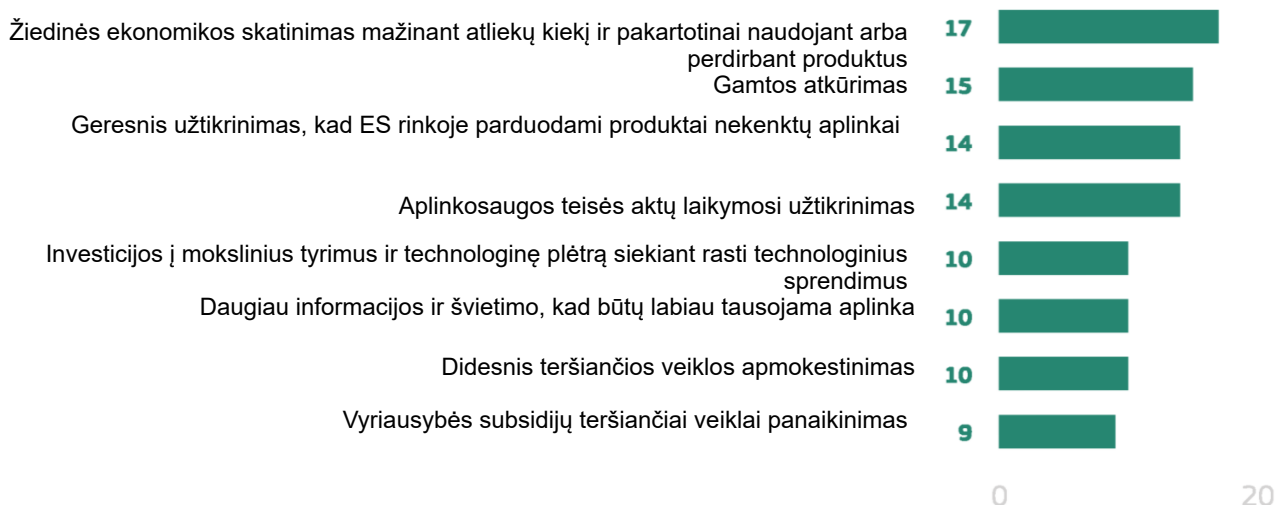 Žiedinės ekonomikos skatinimas mažinant atliekų kiekį ir pakartotinai naudojant arba
perdirbant produktus
17
Gamtos atkūrimas
15
Geresnis užtikrinimas, kad ES rinkoje parduodami produktai nekenktų aplinkai
14
Aplinkosaugos teisės aktų laikymosi užtikrinimas
14
Investicijos į mokslinius tyrimus ir technologinę plėtrą siekiant rasti technologinius
sprendimus
10
Daugiau informacijos ir švietimo, kad būtų labiau tausojama aplinka
10
Didesnis teršiančios veiklos apmokestinimas
10
Vyriausybės subsidijų teršiančiai veiklai panaikinimas
9
0 20